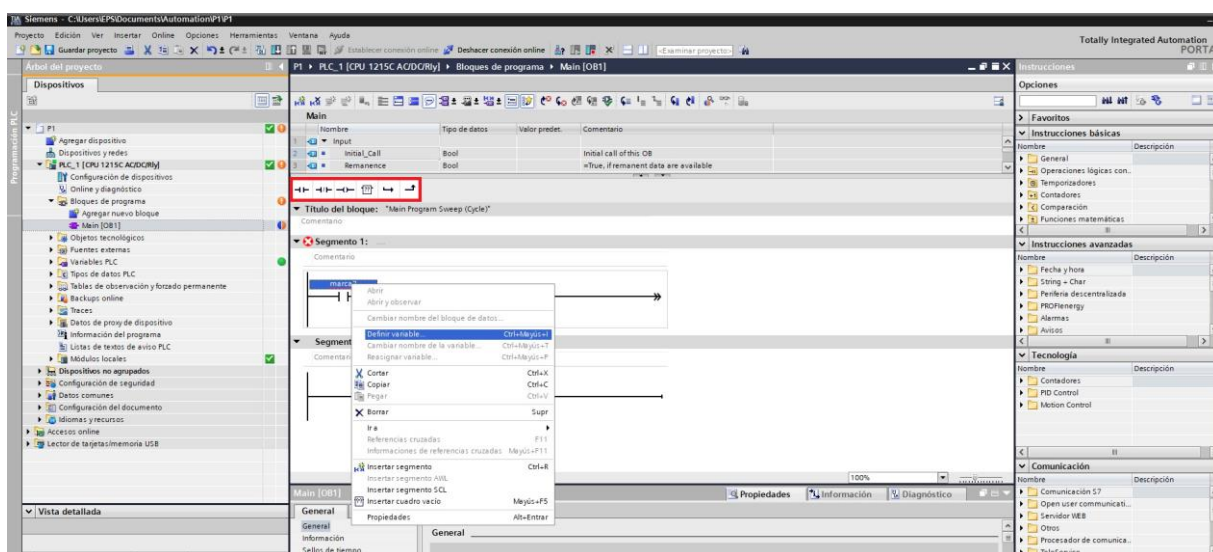 Siemens - C:\Users\EPS\Documents\Automation\P1\P1
Proyecto Edición Ver Insertar Online Opciones Herramientas Ventana Ayuda
Guardar proyecto Establecer conexión online Deshacer conexión online <Examinar proyecto>
Totally Integrated Automation
PORTA
Árbol del proyecto
P1 ▸ PLC_1 [CPU 1215C AC/DC/Rly] ▸ Bloques de programa ▸ Main [OB1]
Instrucciones
Dispositivos
Opciones
Programación PLC
P1
Agregar dispositivo
Dispositivos y redes
PLC_1 [CPU 1215C AC/DC/Rly]
Configuración de dispositivos
Online y diagnóstico
Bloques de programa
Agregar nuevo bloque
Main [OB1]
Objetos tecnológicos
Fuentes externas
Variables PLC
Tipos de datos PLC
Tablas de observación y forzado permanente
Backups online
Traces
Datos de proxy de dispositivo
Información del programa
Listas de textos de aviso PLC
Módulos locales
Dispositivos no agrupados
Configuración de seguridad
Datos comunes
Configuración del documento
Idiomas y recursos
Accesos online
Lector de tarjetas/memoria USB
Vista detallada
Main
Nombre Tipo de datos Valor predet. Comentario
1 Input
2 Initial_Call Bool Initial call of this OB
3 Remanence Bool =True, if remanent data are available
Título del bloque: "Main Program Sweep (Cycle)"
Comentario
Segmento 1:
Comentario
Abrir
Abrir y observar
Cambiar nombre del bloque de datos...
Definir variable... Ctrl+Mayús+I
Cambiar nombre de la variable... Ctrl+Mayús+T
Reasignar variable... Ctrl+Mayús+P
Cortar Ctrl+X
Copiar Ctrl+C
Pegar Ctrl+V
Borrar Supr
Ir a
Referencias cruzadas F11
Informaciones de referencias cruzadas Mayús+F11
Insertar segmento Ctrl+R
Insertar segmento AWL
Insertar segmento SCL
Insertar cuadro vacío Mayús+F5
Propiedades Alt+Entrar
100%
Main [OB1]
Propiedades Información Diagnóstico
General
General
Información
Sellos de tiempo
General
Favoritos
Instrucciones básicas
Nombre Descripción
General
Operaciones lógicas con..
Temporizadores
Contadores
Comparación
Funciones matemáticas
Instrucciones avanzadas
Nombre Descripción
Fecha y hora
String + Char
Periferia descentralizada
PROFIenergy
Alarmas
Avisos
Tecnología
Nombre Descripción
Contadores
PID Control
Motion Control
Comunicación
Nombre Descripción
Comunicación S7
Open user communicati..
Servidor WEB
Otros
Procesador de comunica..
TeleService